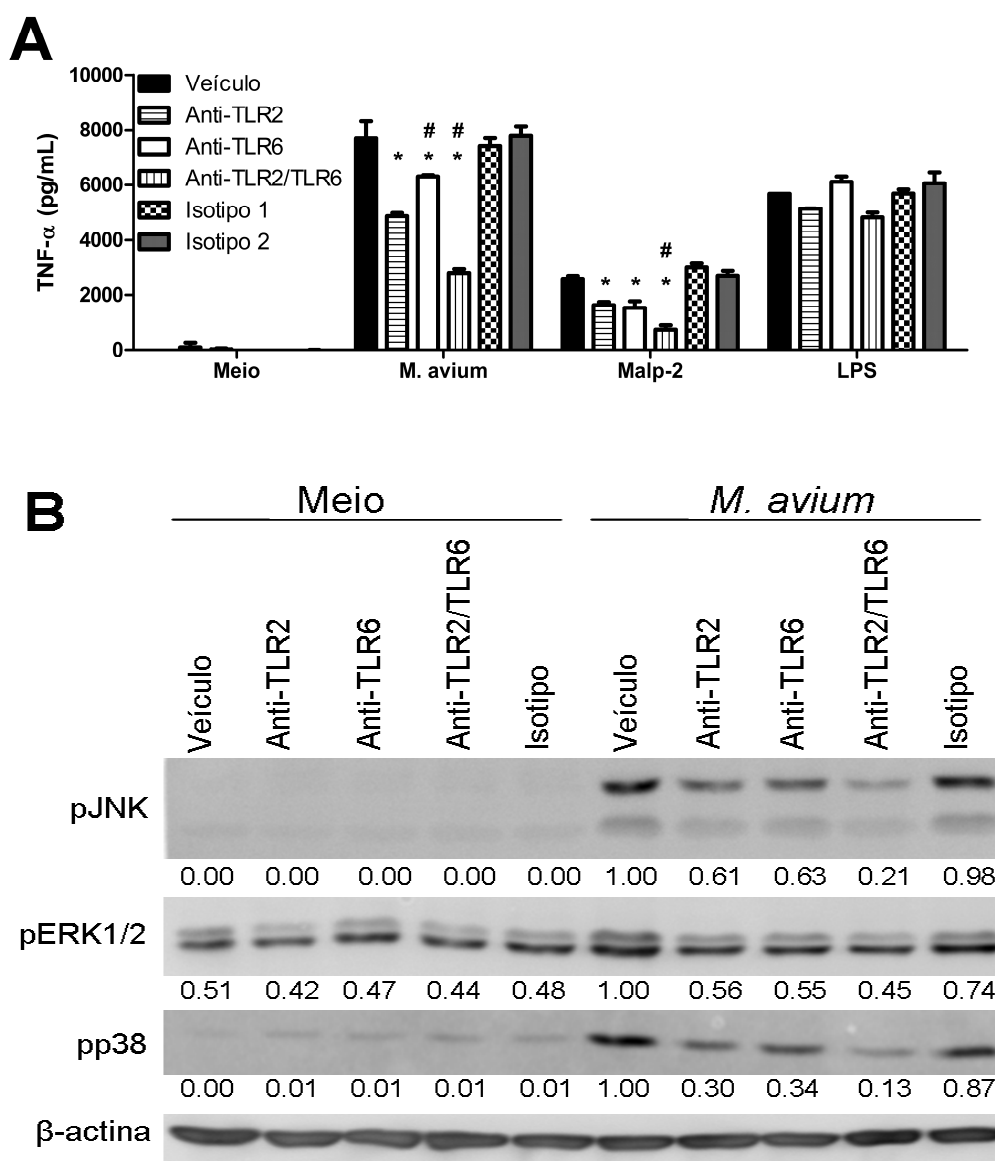 A
TNF-α (pg/mL)
10000
8000
6000
4000
2000
0
Veículo
Anti-TLR2
Anti-TLR6
Anti-TLR2/TLR6
Isotipo 1
Isotipo 2
# #
* * *
#
* * *
Meio M. avium Malp-2 LPS
B
Meio M. avium
Veículo Anti-TLR2 Anti-TLR6 Anti-TLR2/TLR6 Isotipo Veículo Anti-TLR2 Anti-TLR6 Anti-TLR2/TLR6 Isotipo
pJNK
0.00 0.00 0.00 0.00 0.00 1.00 0.61 0.63 0.21 0.98
pERK1/2
0.51 0.42 0.47 0.44 0.48 1.00 0.56 0.55 0.45 0.74
pp38
0.00 0.01 0.01 0.01 0.01 1.00 0.30 0.34 0.13 0.87
β-actina